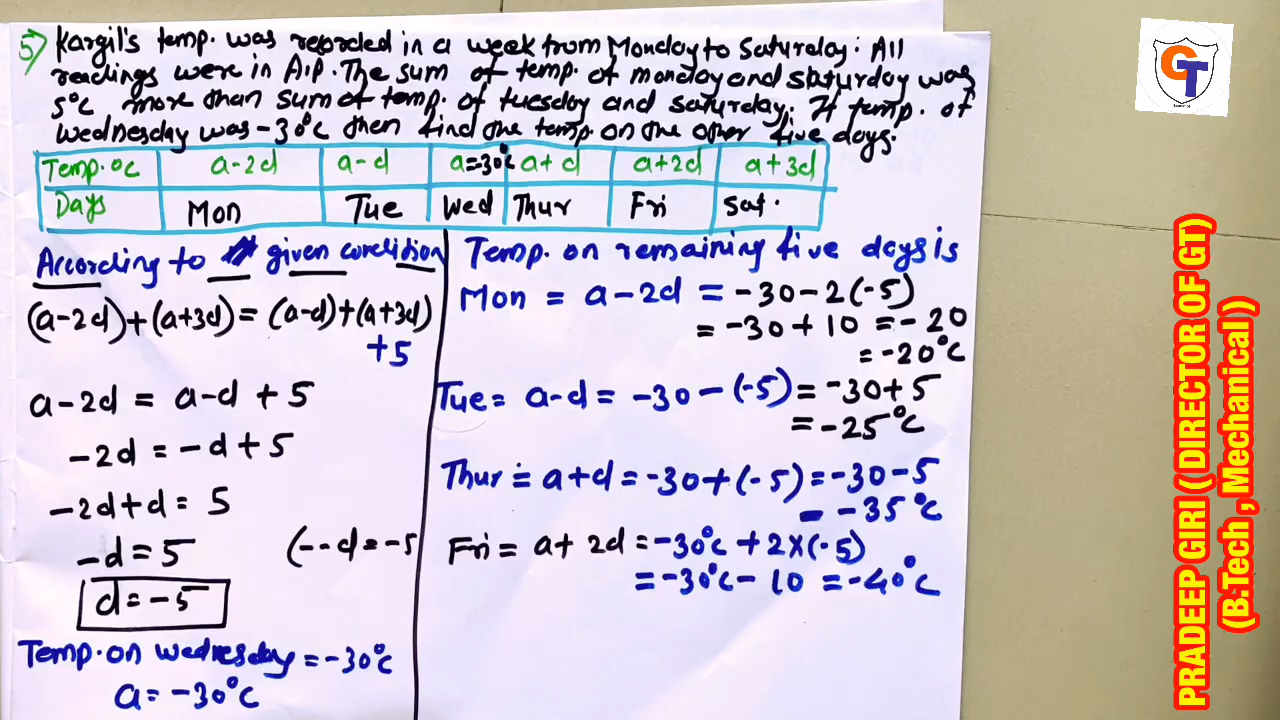 5) Kargil's temp. was reported in a week from Monday to Saturday. All
readings were in A.P. The sum of temp. of monday and saturday was
5°C more than sum of temp. of tuesday and saturday. If temp. of
wednesday was -30°C then find the temp. on the other five days.
Temp.°C a-2d a-d a=-30°C a+d a+2d a+3d
Days Mon Tue Wed Thur Fri Sat.
According to given condition
(a-2d)+(a+3d) = (a-d)+(a+3d)
+5
a-2d = a-d + 5
-2d = -d + 5
-2d+d = 5
-d = 5 (--d = -5
d = -5
Temp. on wednesday = -30°C
a = -30°C
Temp. on remaining five days is
Mon = a-2d = -30-2(-5)
= -30+10 = -20
= -20°C
Tue = a-d = -30-(-5) = -30+5
= -25°C
Thur = a+d = -30+(-5) = -30-5
- -35°C
Fri = a+2d = -30°C + 2×(-5)
= -30°C - 10 = -40°C
GT
PRADEEP GIRI ( DIRECTOR OF GT)
(B.Tech , Mechanical )